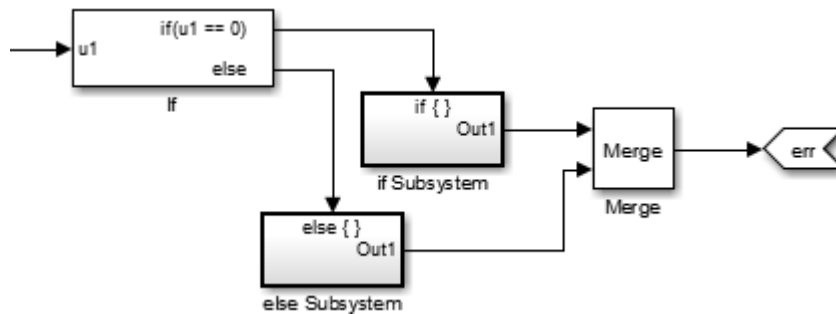 if(u1 == 0)
u1
else
If
if { }
Out1
if Subsystem
Merge
Merge
err
else { }
Out1
else Subsystem